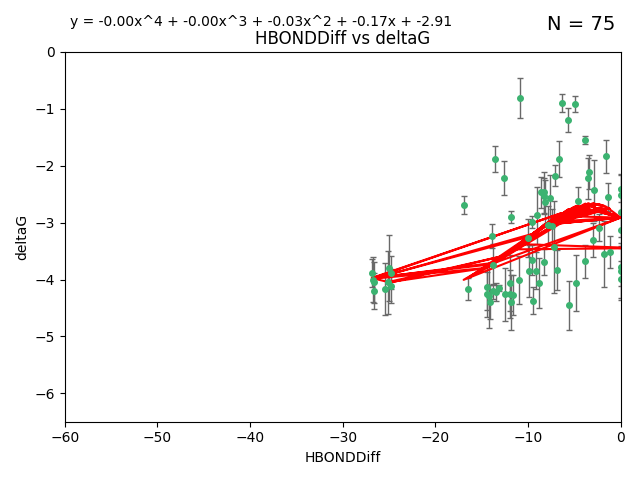 y = -0.00x^4 + -0.00x^3 + -0.03x^2 + -0.17x + -2.91
N = 75
HBONDDiff vs deltaG
0
−1
−2
−3
−4
−5
−6
deltaG
−60 −50 −40 −30 −20 −10 0
HBONDDiff